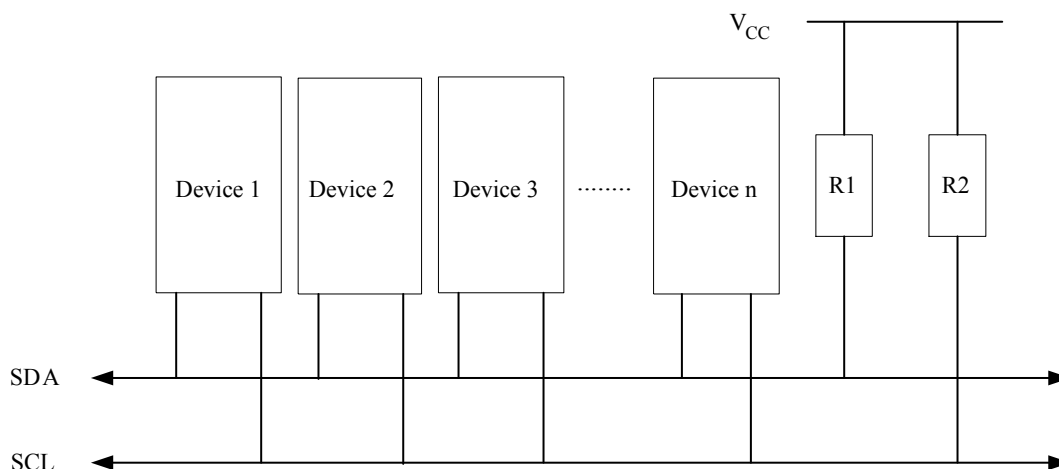 V_CC
Device 1
Device 2
Device 3
........
Device n
R1
R2
SDA
SCL